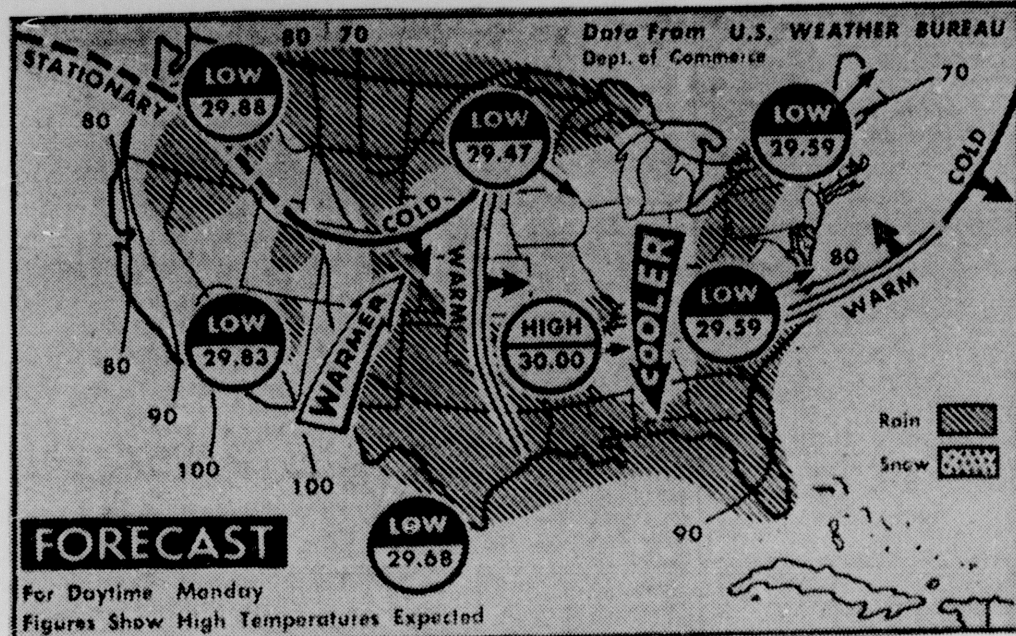 Data From U.S. WEATHER BUREAU
Dept. of Commerce
80 70
STATIONARY
LOW
29.88
LOW
29.47
LOW
29.59
70
80
COLD
COLD
WARM
COOLER
80
WARM
LOW
29.83
WARMER
HIGH
30.00
LOW
29.59
80
90
100
100
Rain
Snow
LOW
29.68
90
FORECAST
For Daytime Monday
Figures Show High Temperatures Expected